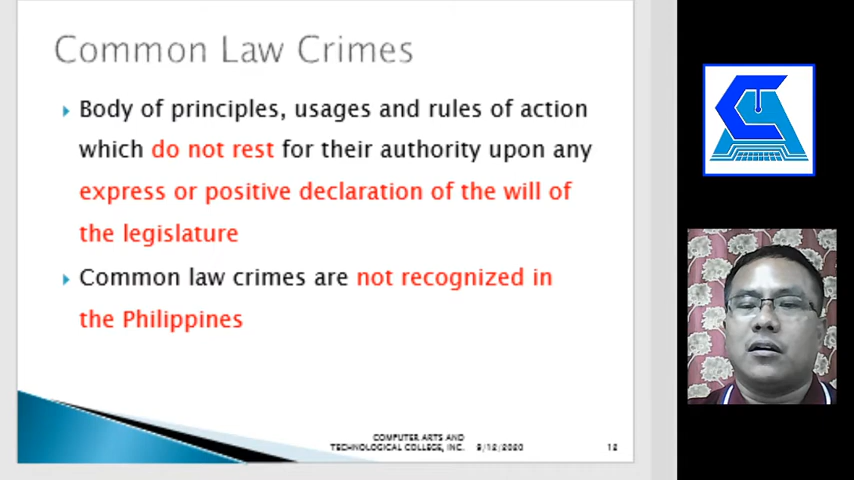 Common Law Crimes
Body of principles, usages and rules of action
which do not rest for their authority upon any
express or positive declaration of the will of
the legislature
Common law crimes are not recognized in
the Philippines
COMPUTER ARTS AND
TECHNOLOGICAL COLLEGE, INC. 9/12/2020 12